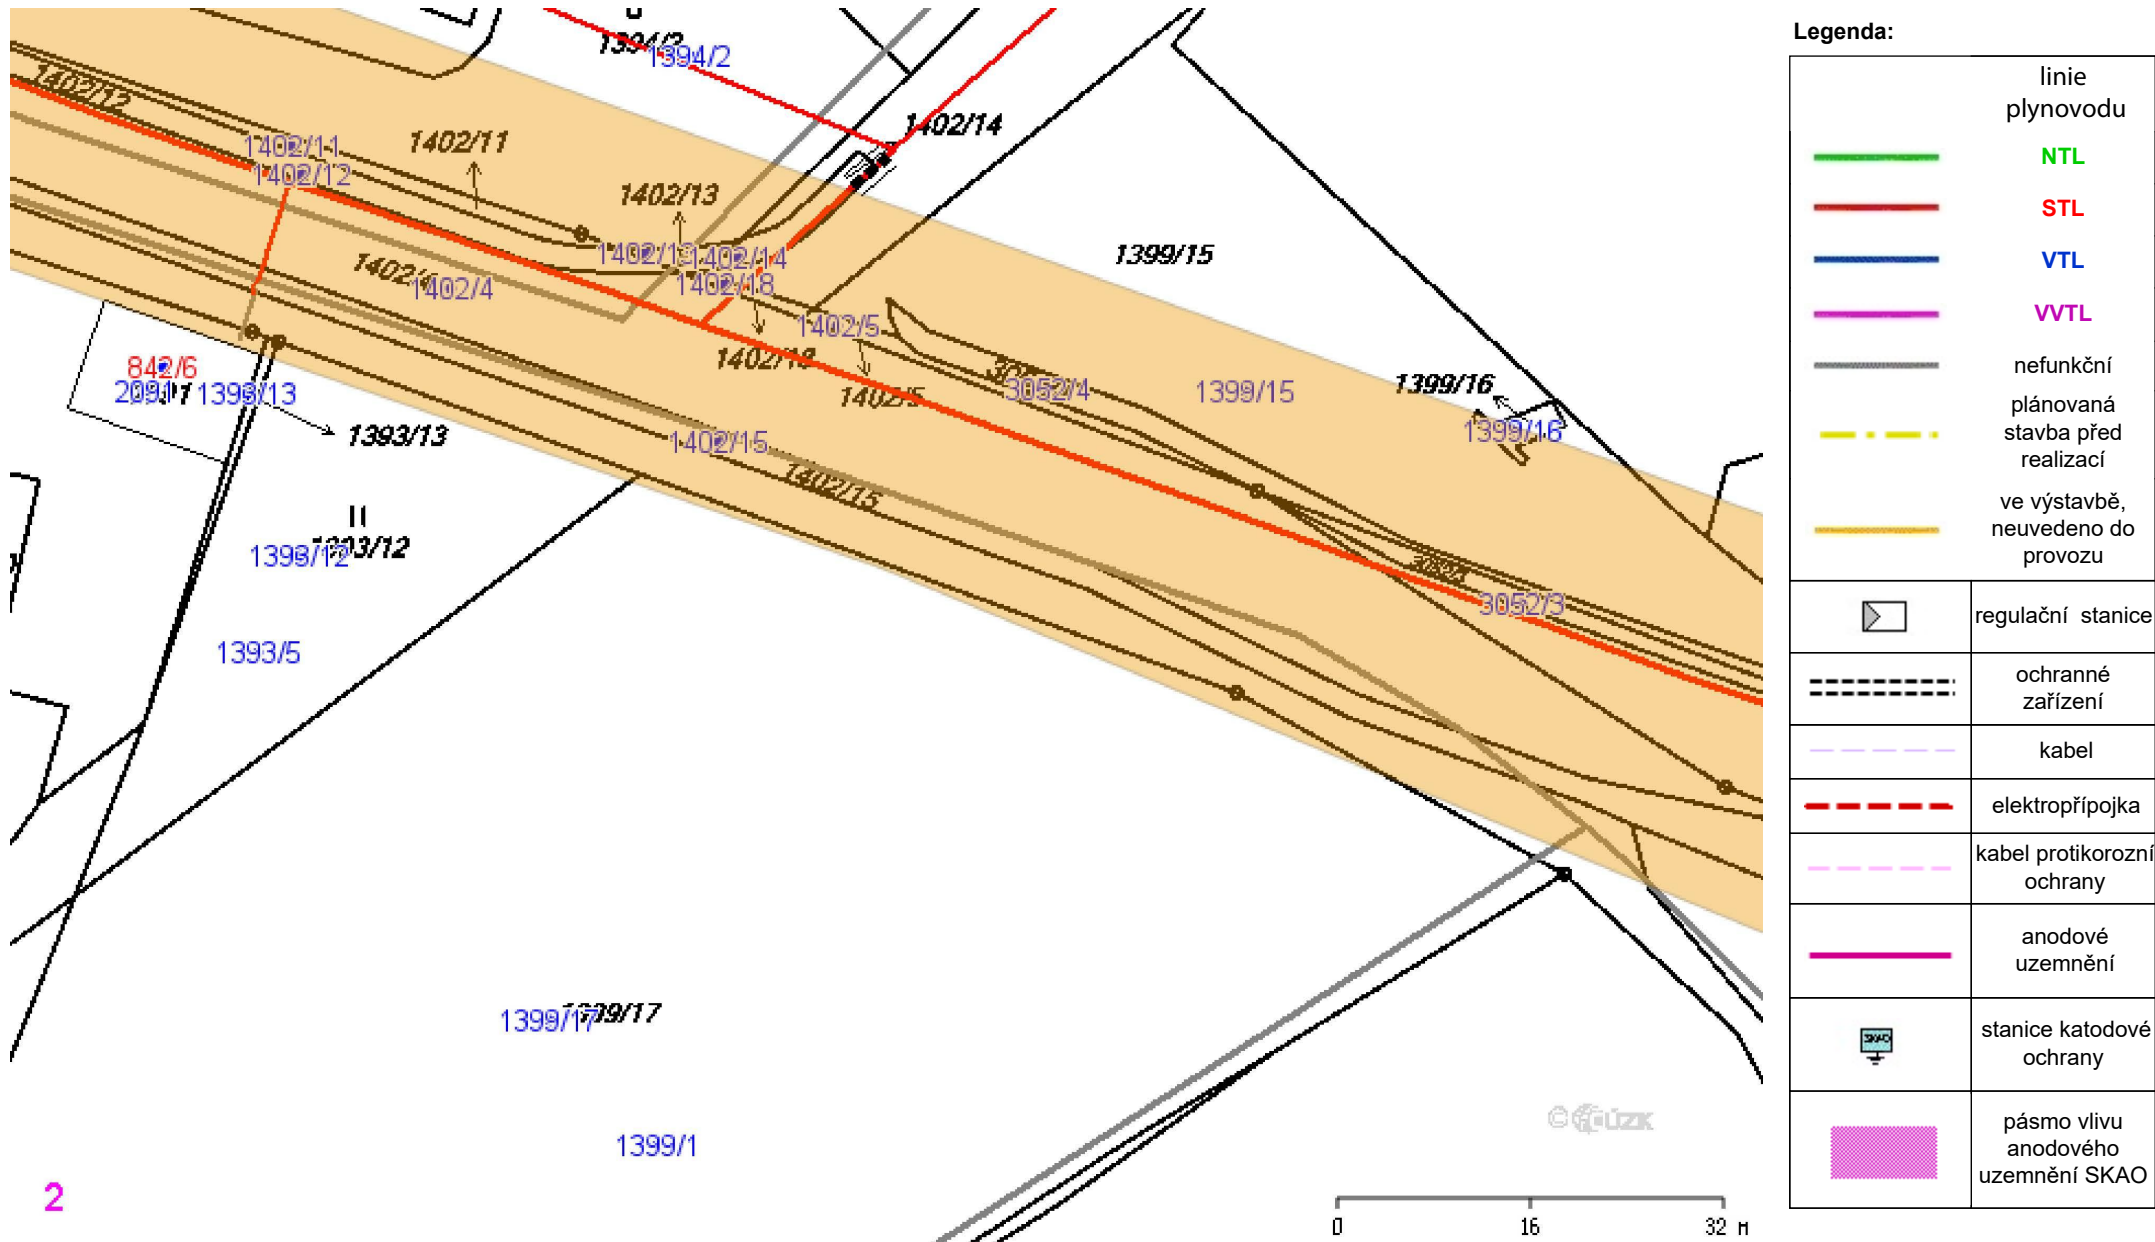 1394/2
1394/2
1402/12
1402/11
1402/12
1402/11
1402/14
1402/13
1402/13
1402/14
1402/18
1402/4
1402/4
1402/5
1402/18
1402/5
1399/15
3052/4
1399/15
1399/16
1399/16
842/6
2091
1393/13
1393/13
1402/15
1402/15
1393/12
1393/12
3052/3
1393/5
1399/17
1399/17
1399/1
2
© ČÚZK
0 16 32 m
Legenda:
linie
plynovodu
NTL
STL
VTL
VVTL
nefunkční
plánovaná
stavba před
realizací
ve výstavbě,
neuvedeno do
provozu
regulační stanice
ochranné
zařízení
kabel
elektropřípojka
kabel protikorozní
ochrany
anodové
uzemnění
SKAO
stanice katodové
ochrany
pásmo vlivu
anodového
uzemnění SKAO